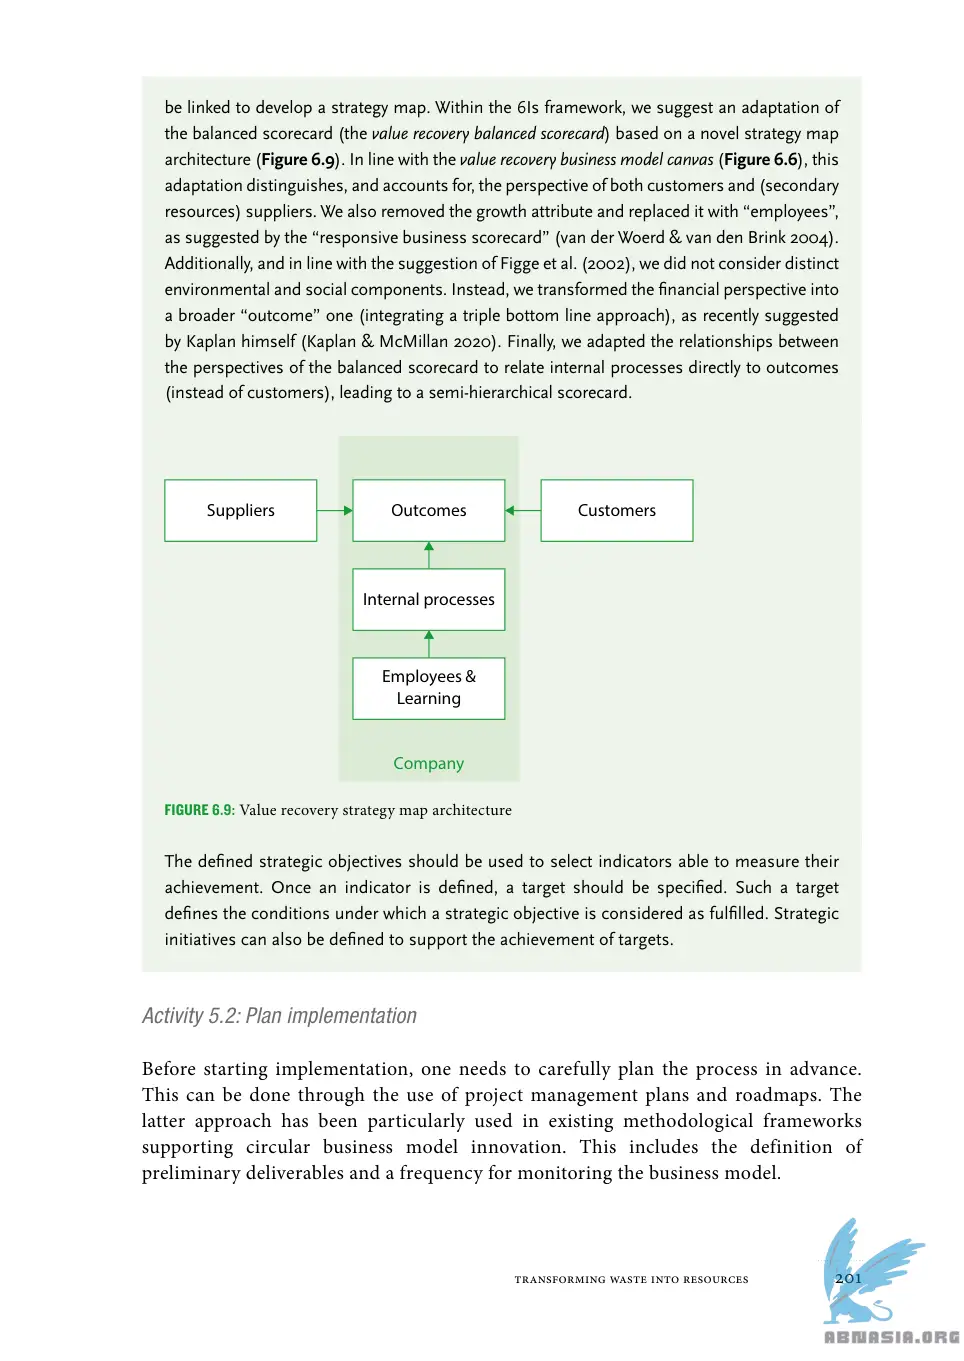 be linked to develop a strategy map. Within the 6Is framework, we suggest an adaptation of
the balanced scorecard (the value recovery balanced scorecard) based on a novel strategy map
architecture (Figure 6.9). In line with the value recovery business model canvas (Figure 6.6), this
adaptation distinguishes, and accounts for, the perspective of both customers and (secondary
resources) suppliers. We also removed the growth attribute and replaced it with “employees”,
as suggested by the “responsive business scorecard” (van der Woerd & van den Brink 2004).
Additionally, and in line with the suggestion of Figge et al. (2002), we did not consider distinct
environmental and social components. Instead, we transformed the financial perspective into
a broader “outcome” one (integrating a triple bottom line approach), as recently suggested
by Kaplan himself (Kaplan & McMillan 2020). Finally, we adapted the relationships between
the perspectives of the balanced scorecard to relate internal processes directly to outcomes
(instead of customers), leading to a semi-hierarchical scorecard.
Suppliers
Outcomes
Customers
Internal processes
Employees &
Learning
Company
FIGURE 6.9: Value recovery strategy map architecture
The defined strategic objectives should be used to select indicators able to measure their
achievement. Once an indicator is defined, a target should be specified. Such a target
defines the conditions under which a strategic objective is considered as fulfilled. Strategic
initiatives can also be defined to support the achievement of targets.
Activity 5.2: Plan implementation
Before starting implementation, one needs to carefully plan the process in advance.
This can be done through the use of project management plans and roadmaps. The
latter approach has been particularly used in existing methodological frameworks
supporting circular business model innovation. This includes the definition of
preliminary deliverables and a frequency for monitoring the business model.
TRANSFORMING WASTE INTO RESOURCES
201
ABNASIA.ORG